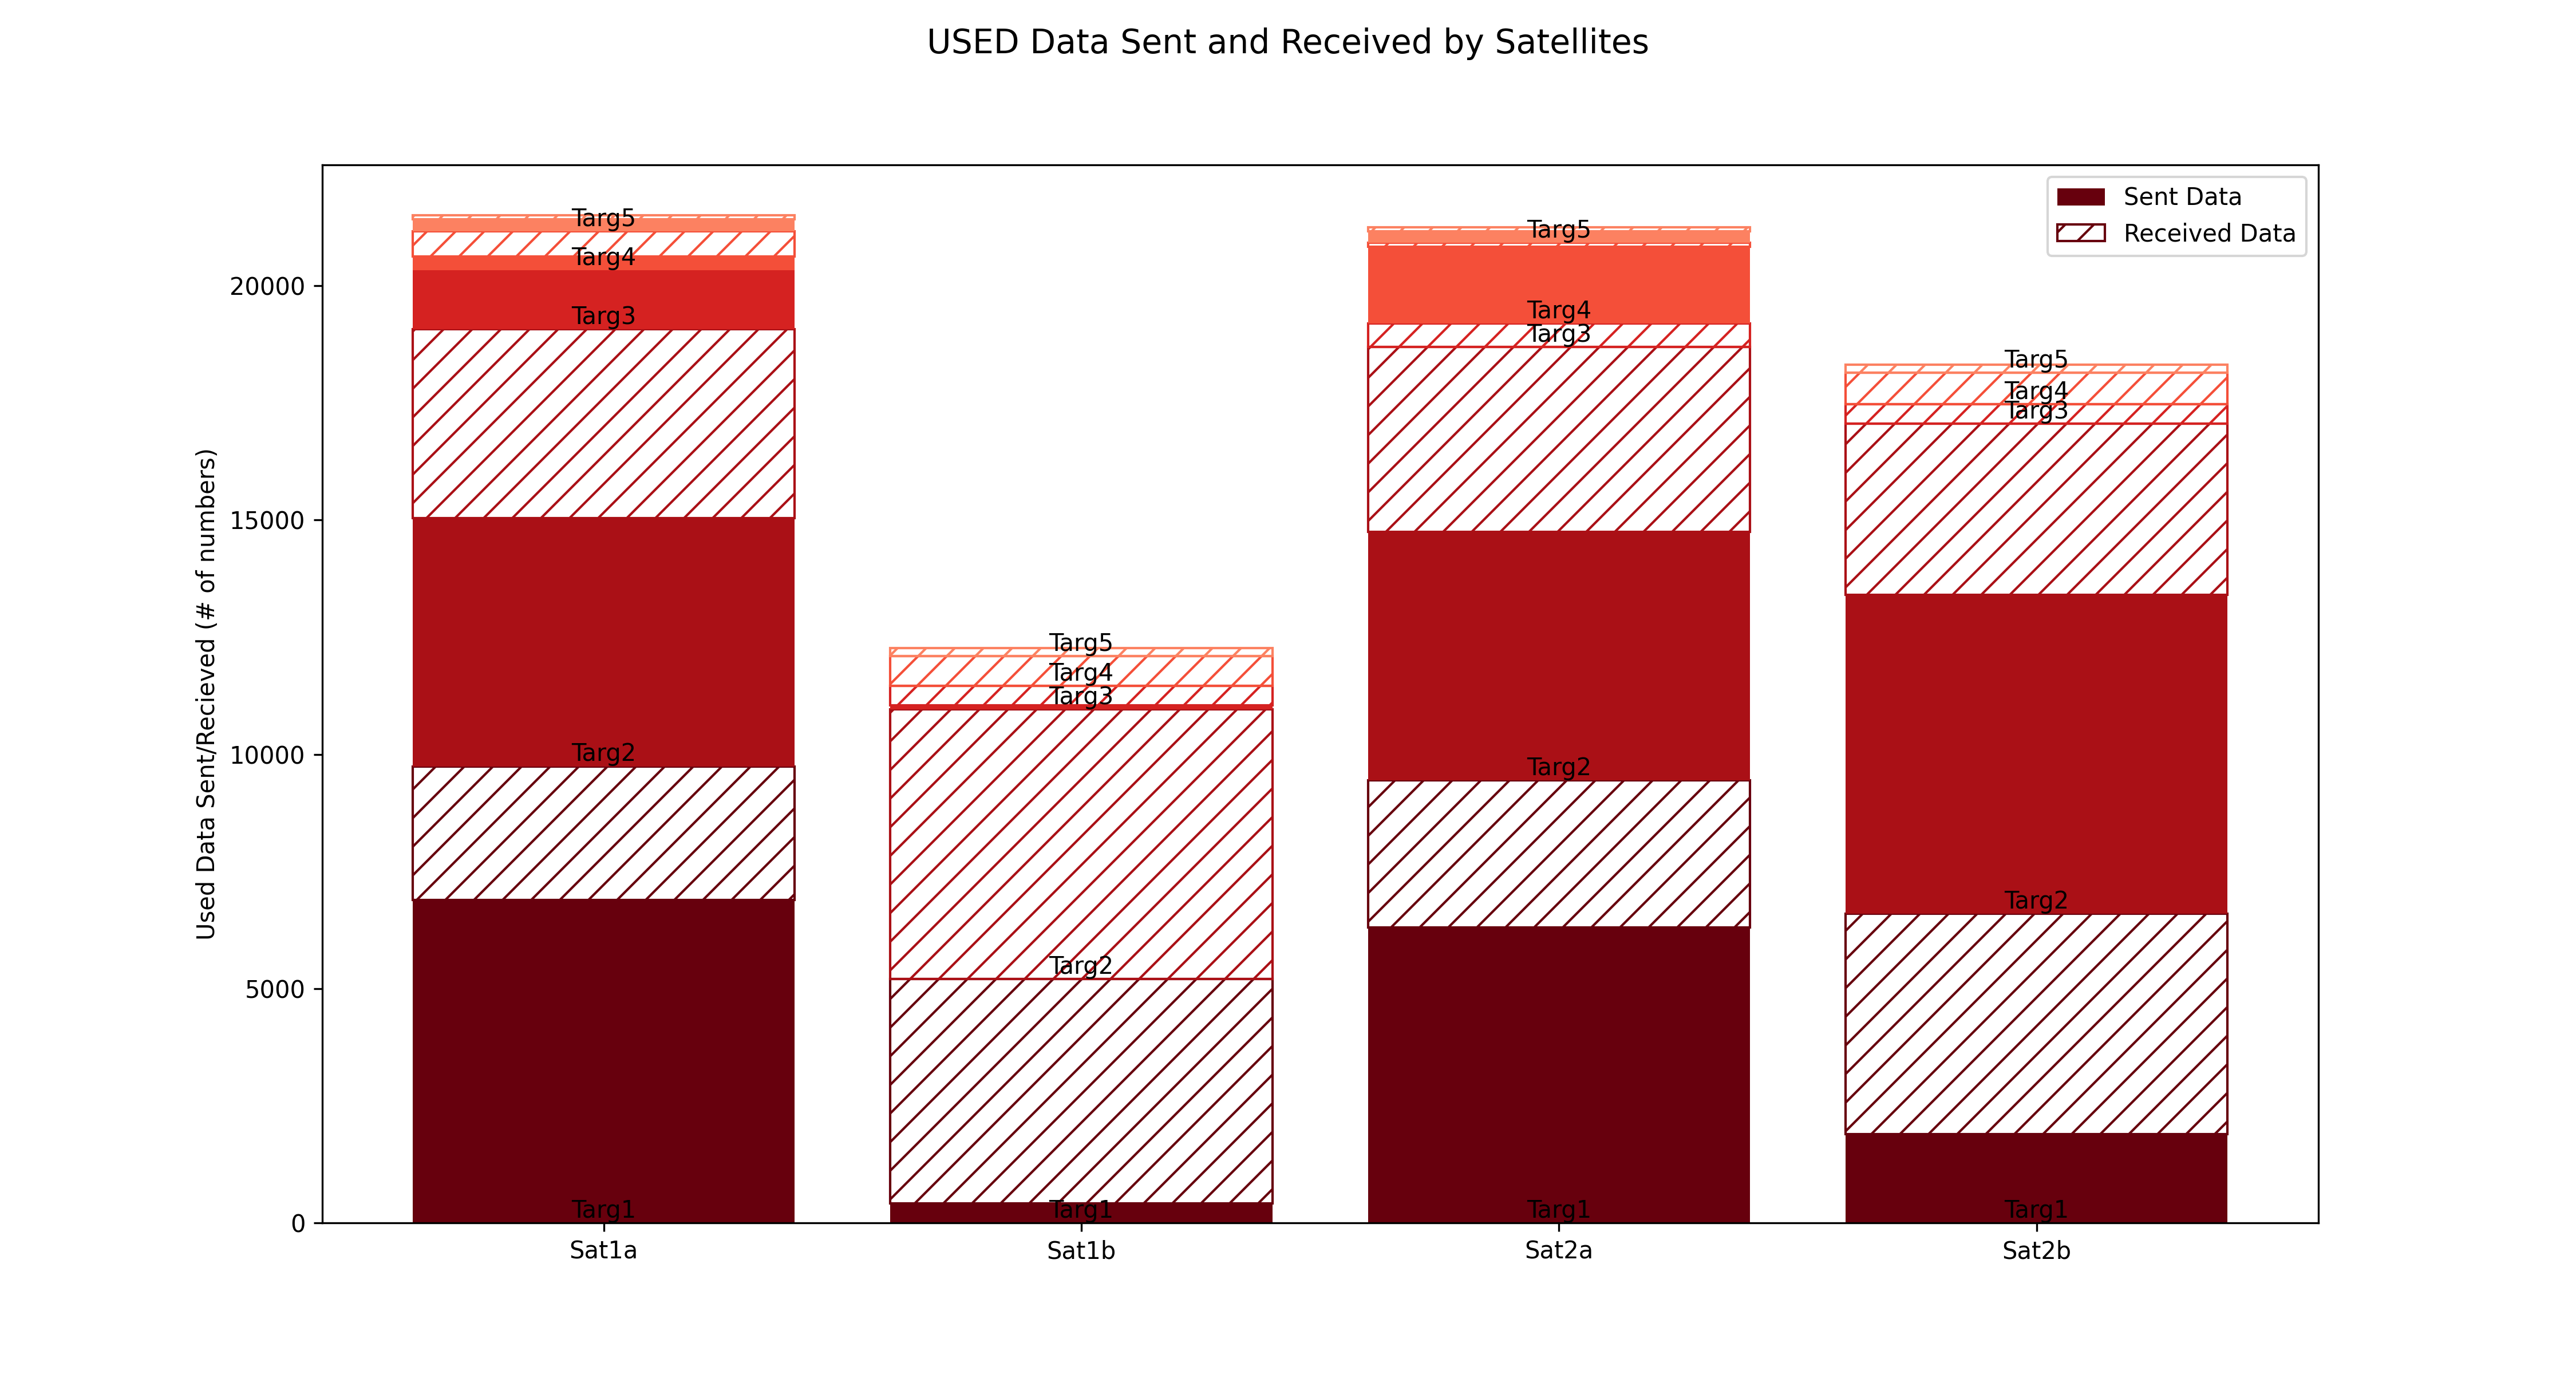 USED Data Sent and Received by Satellites
Sent Data
Received Data
Used Data Sent/Recieved (# of numbers)
20000
15000
10000
5000
0
Targ5
Targ4
Targ3
Targ2
Targ1
Targ5
Targ4
Targ3
Targ2
Targ1
Targ5
Targ4
Targ3
Targ2
Targ1
Targ5
Targ4
Targ3
Targ2
Targ1
Sat1a
Sat1b
Sat2a
Sat2b